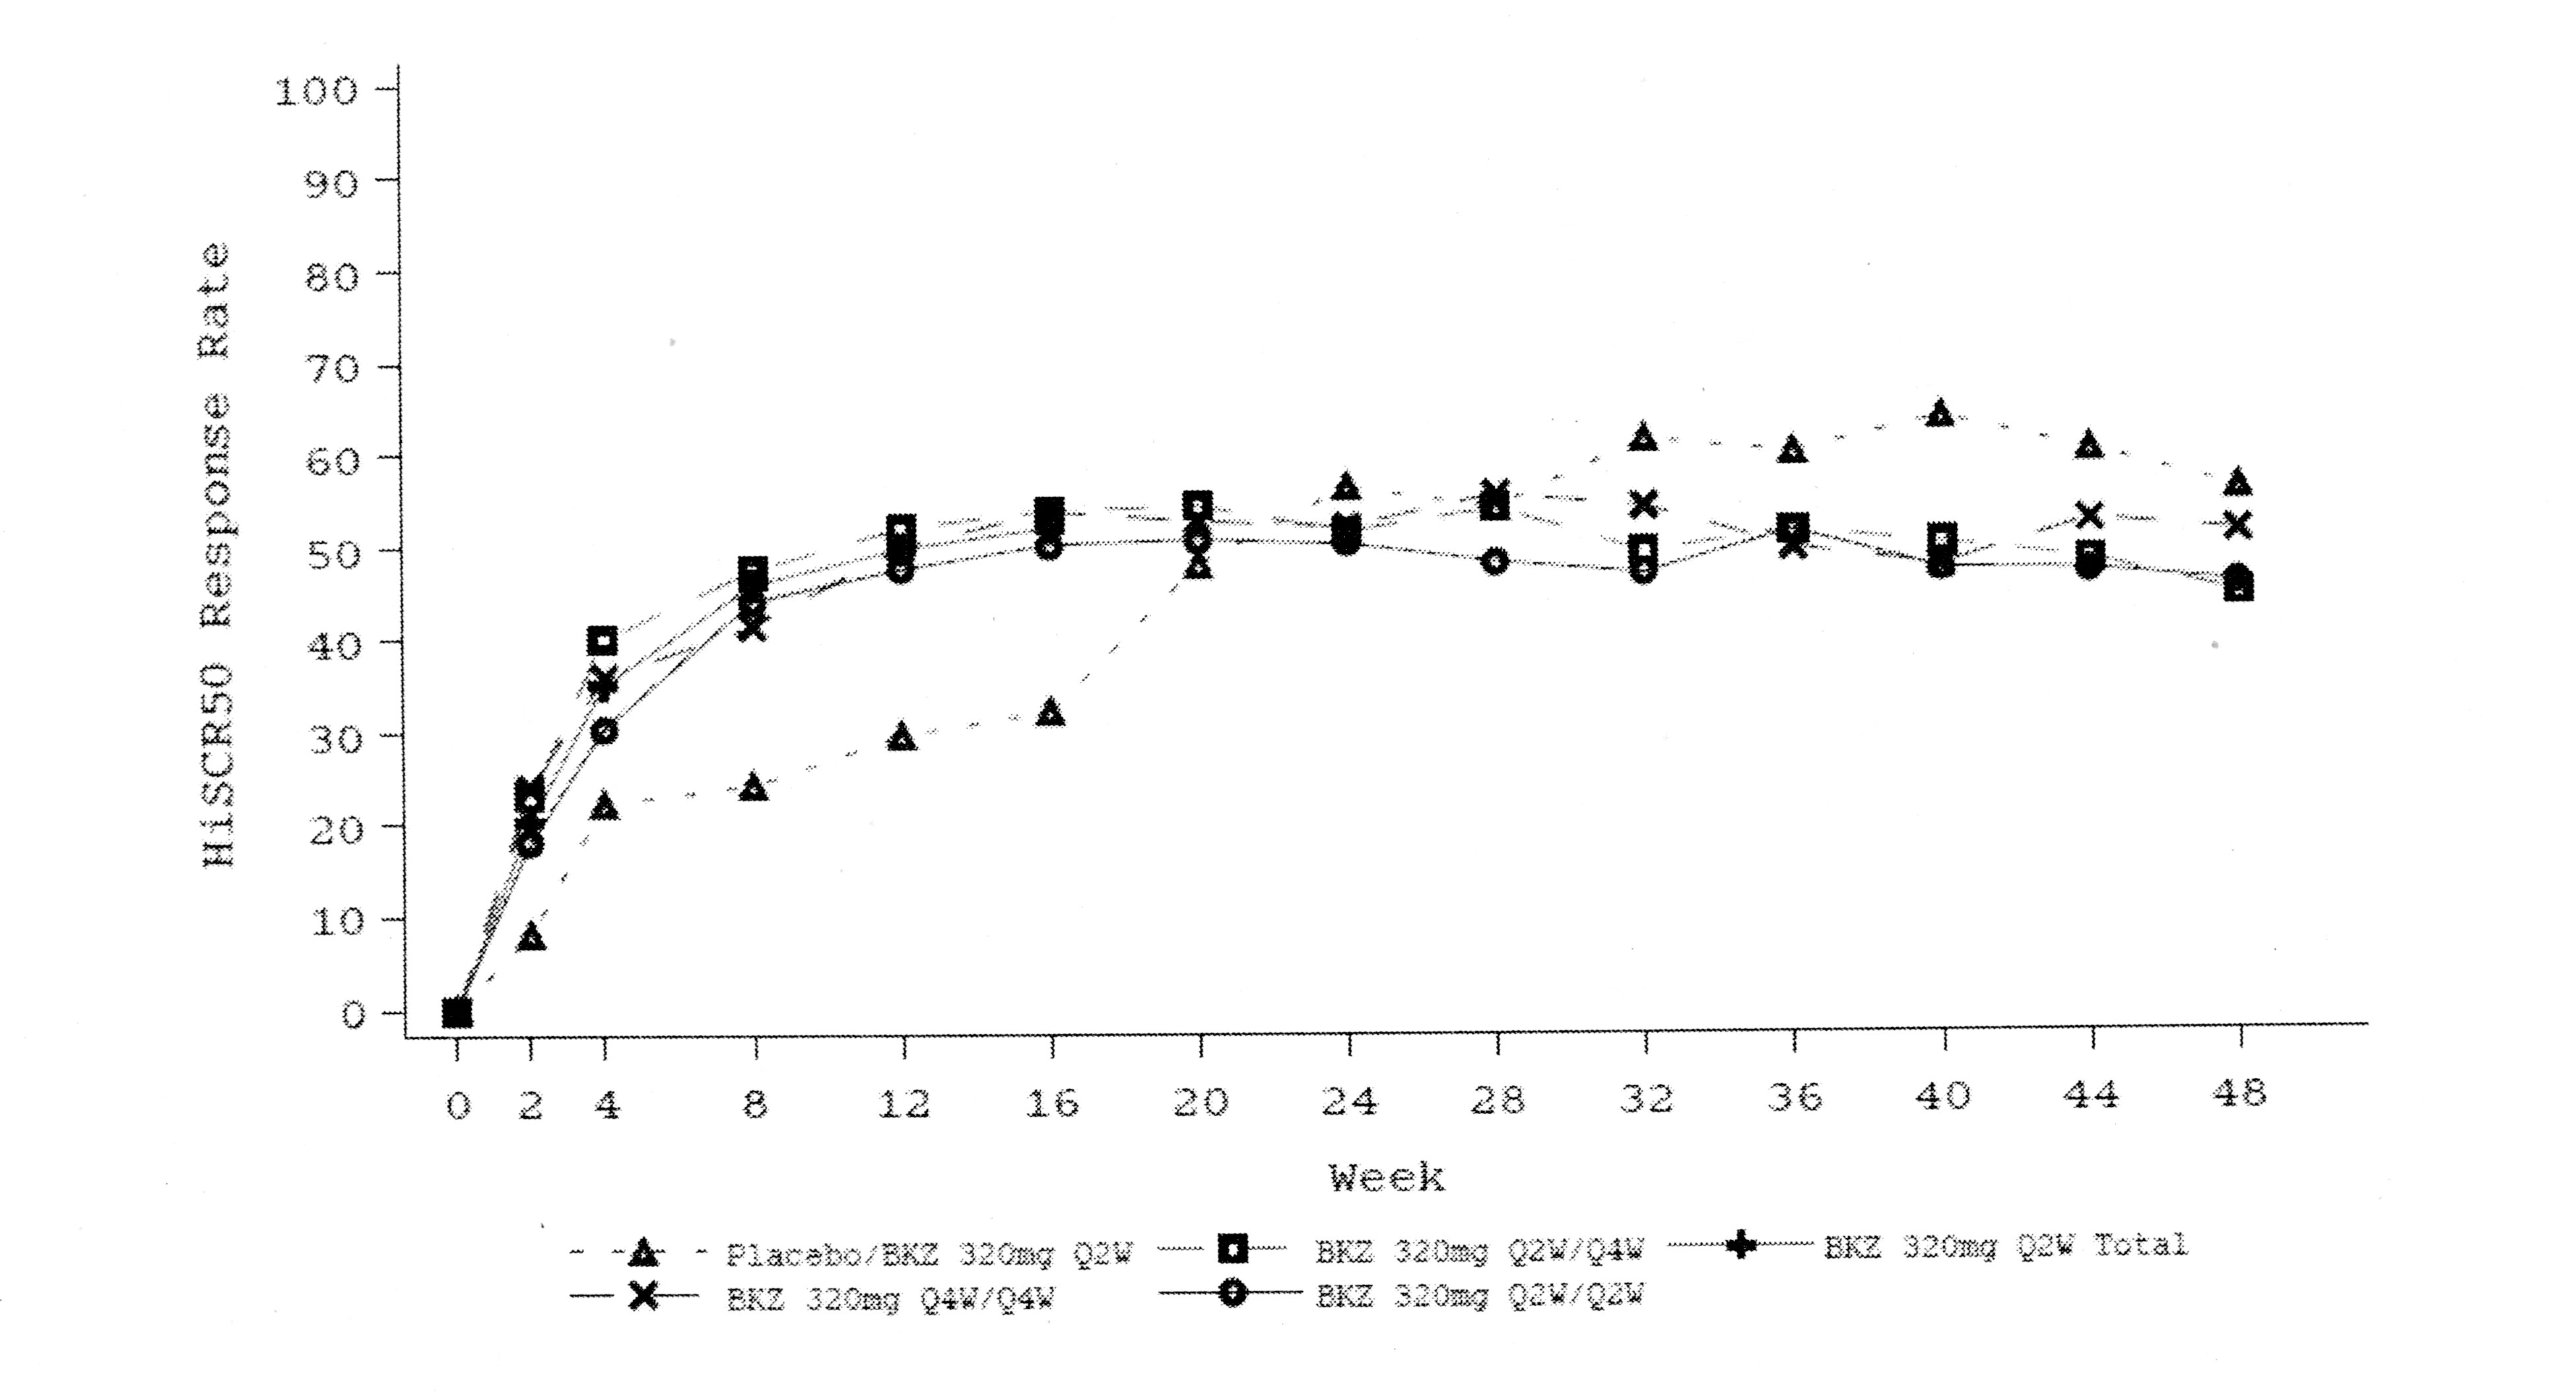 HiSCR50 Response Rate
100
90
80
70
60
50
40
30
20
10
0
0 2 4 8 12 16 20 24 28 32 36 40 44 48
Week
Placebo/BKZ 320mg Q2W BKZ 320mg Q2W/Q4W BKZ 320mg Q2W Total
BKZ 320mg Q4W/Q4W BKZ 320mg Q2W/Q2W